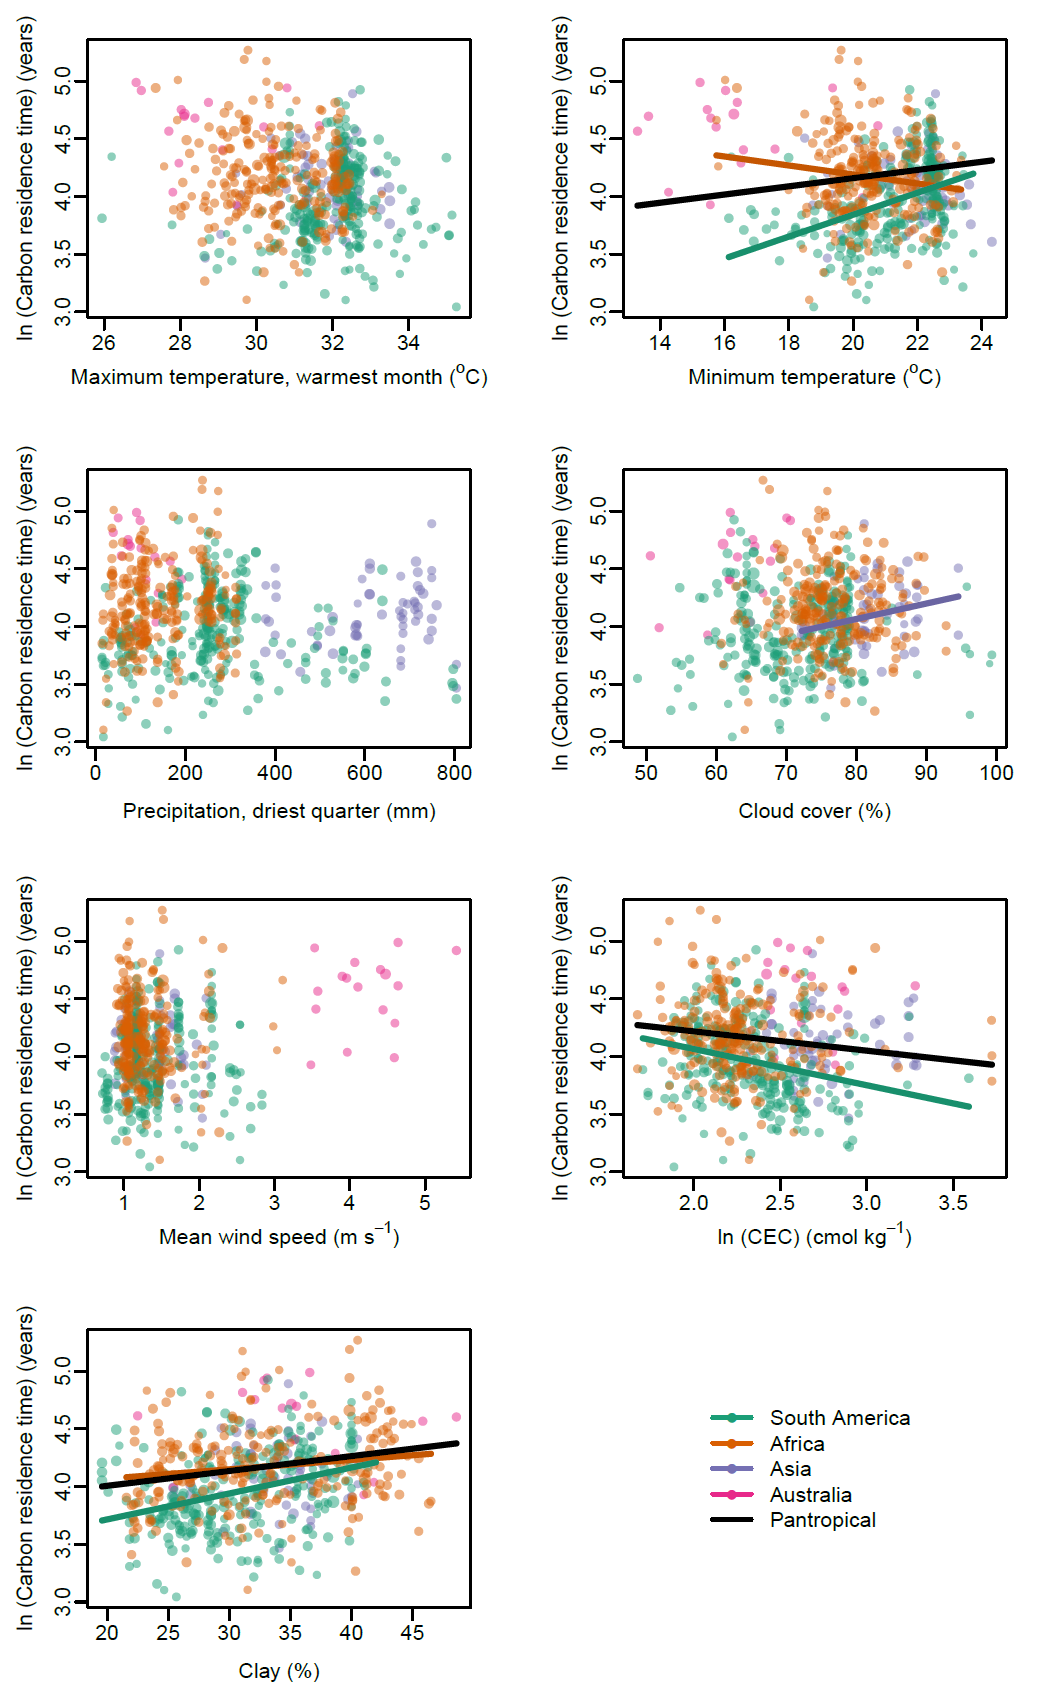 ln (Carbon residence time) (years)
5.0
4.5
4.0
3.5
3.0
26 28 30 32 34
Maximum temperature, warmest month (°C)
ln (Carbon residence time) (years)
5.0
4.5
4.0
3.5
3.0
14 16 18 20 22 24
Minimum temperature (°C)
ln (Carbon residence time) (years)
5.0
4.5
4.0
3.5
3.0
0 200 400 600 800
Precipitation, driest quarter (mm)
ln (Carbon residence time) (years)
5.0
4.5
4.0
3.5
3.0
50 60 70 80 90 100
Cloud cover (%)
ln (Carbon residence time) (years)
5.0
4.5
4.0
3.5
3.0
1 2 3 4 5
Mean wind speed (m s⁻¹)
ln (Carbon residence time) (years)
5.0
4.5
4.0
3.5
3.0
2.0 2.5 3.0 3.5
ln (CEC) (cmol kg⁻¹)
ln (Carbon residence time) (years)
5.0
4.5
4.0
3.5
3.0
20 25 30 35 40 45
Clay (%)
South America
Africa
Asia
Australia
Pantropical